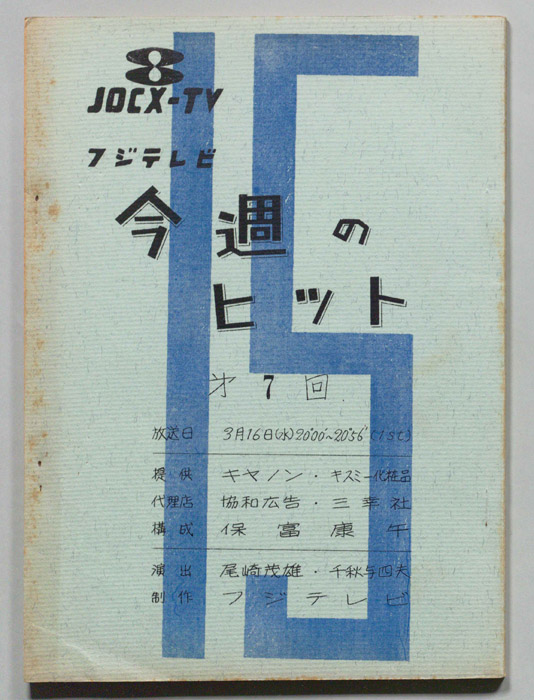 8
JOCX-TV
フジテレビ
今週の
ヒット
15
第7回
放送日 3月16日(水)20°00'~20°56'(1st)
提供 キヤノン・キスミー化粧品
代理店 協和広告・三幸社
構成 保富康午
演出 尾崎茂雄・千秋与四夫
制作 フジテレビ